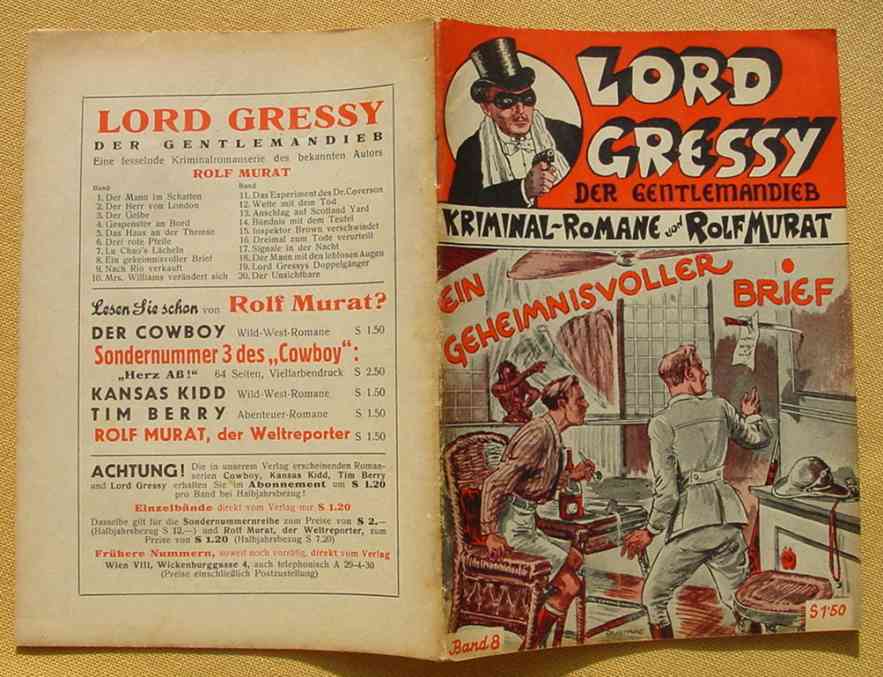 LORD GRESSY
DER GENTLEMANDIEB
Eine fesselnde Kriminalromanserie des bekannten Autors
ROLF MURAT
Band
1. Der Mann im Schatten
2. Der Herr von London
3. Der Gelbe
4. Gespenster an Bord
5. Das Haus an der Themse
6. Drei rote Pfeile
7. Lu Chao's Lächeln
8. Ein geheimnisvoller Brief
9. Nach Rio verkauft
10. Mrs. Williams verändert sich
Band
11. Das Experiment des Dr. Coverson
12. Wette mit dem Tod
13. Anschlag auf Scotland Yard
14. Bündnis mit dem Teufel
15. Inspektor Brown verschwindet
16. Dreimal zum Tode verurteilt
17. Signale in der Nacht
18. Der Mann mit den leblosen Augen
19. Lord Gressys Doppelgänger
20. Der Unsichtbare
Lesen Sie schon von Rolf Murat?
DER COWBOY Wild-West-Romane S 1.50
Sondernummer 3 des „Cowboy":
„Herz Aß!" 64 Seiten, Vielfarbendruck S 2.50
KANSAS KIDD Wild-West-Romane S 1.50
TIM BERRY Abenteuer-Romane S 1.50
ROLF MURAT, der Weltreporter S 1.50
ACHTUNG! Die in unserem Verlag erscheinenden Roman-
serien Cowboy, Kansas Kidd, Tim Berry
und Lord Gressy erhalten Sie im Abonnement um S 1.20
pro Band bei Halbjahrsbezug!
Einzelbände direkt vom Verlag nur S 1.20
Dasselbe gilt für die Sondernummernreihe zum Preise von S 2.—
(Halbjahrsbezug S 12.—) und Rolf Murat, der Weltreporter, zum
Preise von S 1.20 (Halbjahrsbezug S 7.20)
Frühere Nummern, soweit noch vorrätig, direkt vom Verlag
Wien VIII, Wickenburggasse 4, auch telephonisch A 29-4-30
(Preise einschließlich Postzustellung)
LORD
GRESSY
DER GENTLEMANDIEB
KRIMINAL-ROMANE von ROLF MURAT
EIN
GEHEIMNISVOLLER
BRIEF
Band 8
S 1·50